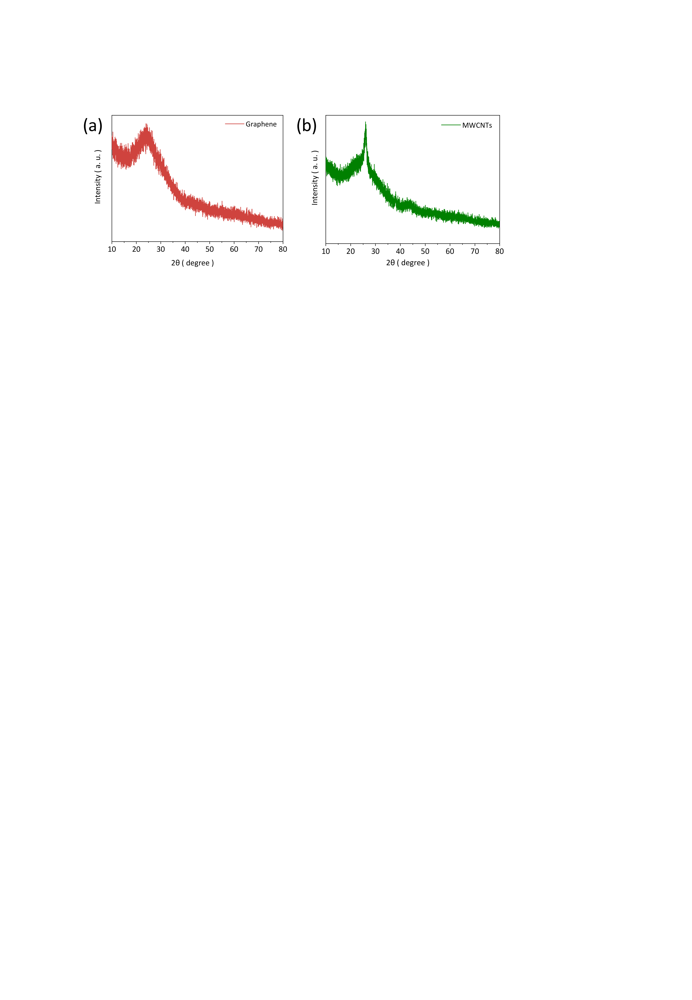 (a)
Graphene
Intensity ( a. u. )
10 20 30 40 50 60 70 80
2θ ( degree )
(b)
MWCNTs
Intensity ( a. u. )
10 20 30 40 50 60 70 80
2θ ( degree )